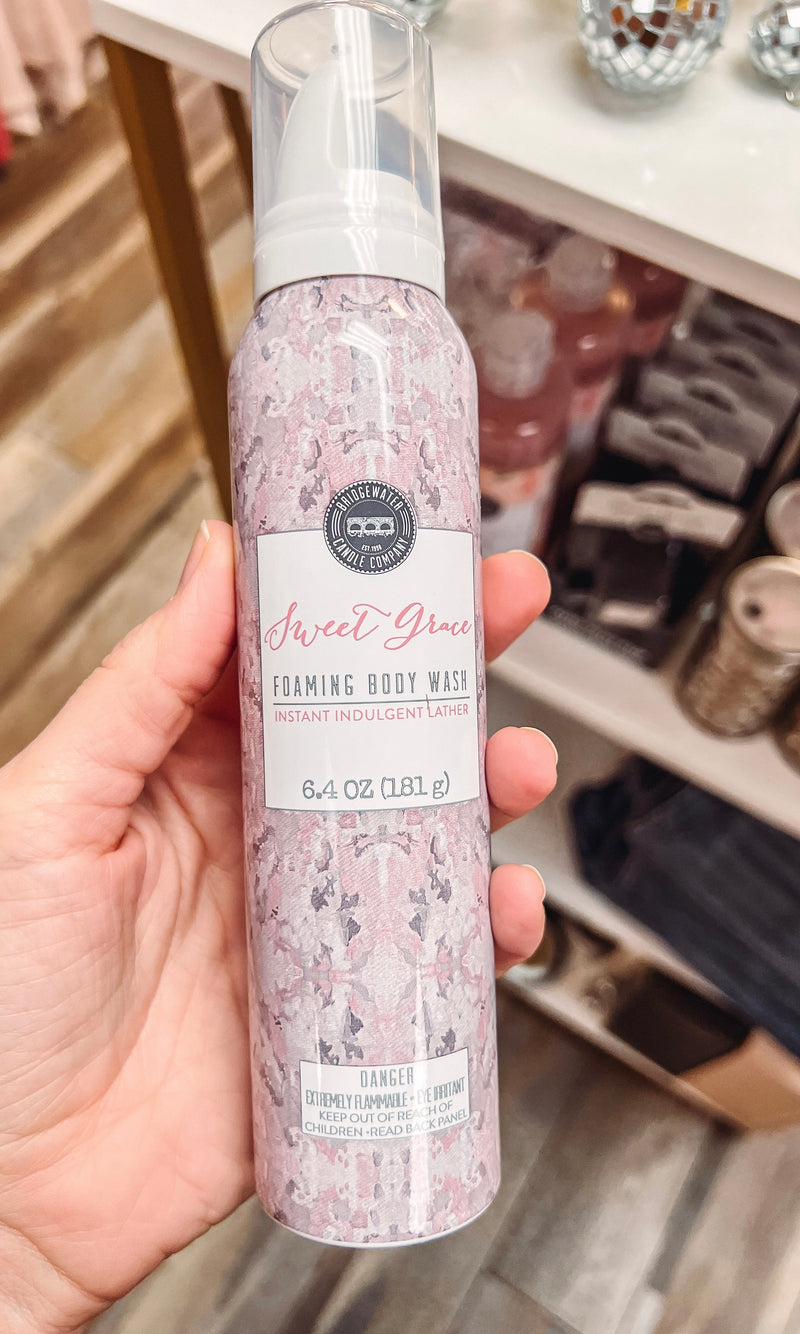 BRIDGEWATER
EST. 1998
CANDLE COMPANY
Sweet Grace
FOAMING BODY WASH
INSTANT INDULGENT LATHER
6.4 OZ (181 g)
DANGER
EXTREMELY FLAMMABLE • EYE IRRITANT
KEEP OUT OF REACH OF
CHILDREN •READ BACK PANEL